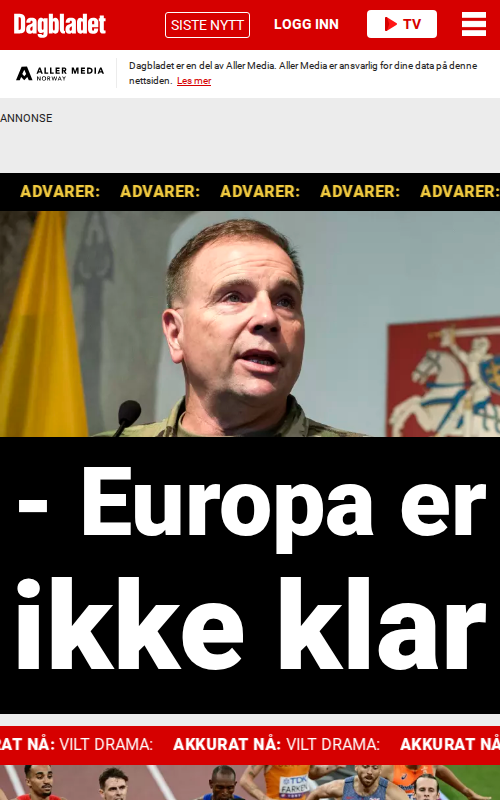 Dagbladet
SISTE NYTT
LOGG INN
TV
ALLER MEDIA
NORWAY
Dagbladet er en del av Aller Media. Aller Media er ansvarlig for dine data på denne
nettsiden. Les mer
ANNONSE
ADVARER: ADVARER: ADVARER: ADVARER: ADVARER:
- Europa er
ikke klar
RAT NÅ: VILT DRAMA: AKKURAT NÅ: VILT DRAMA: AKKURAT NÅ
TDK
FARKEN